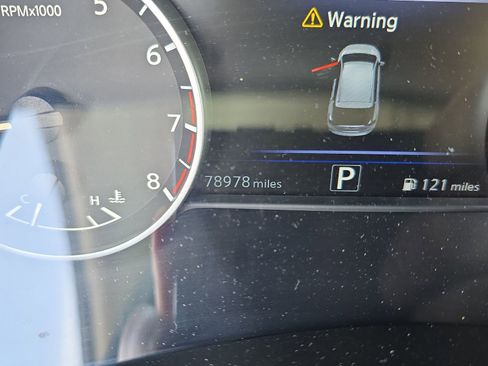 RPMx1000
5
6
7
8
C H
Warning
78978 miles
P
121 miles